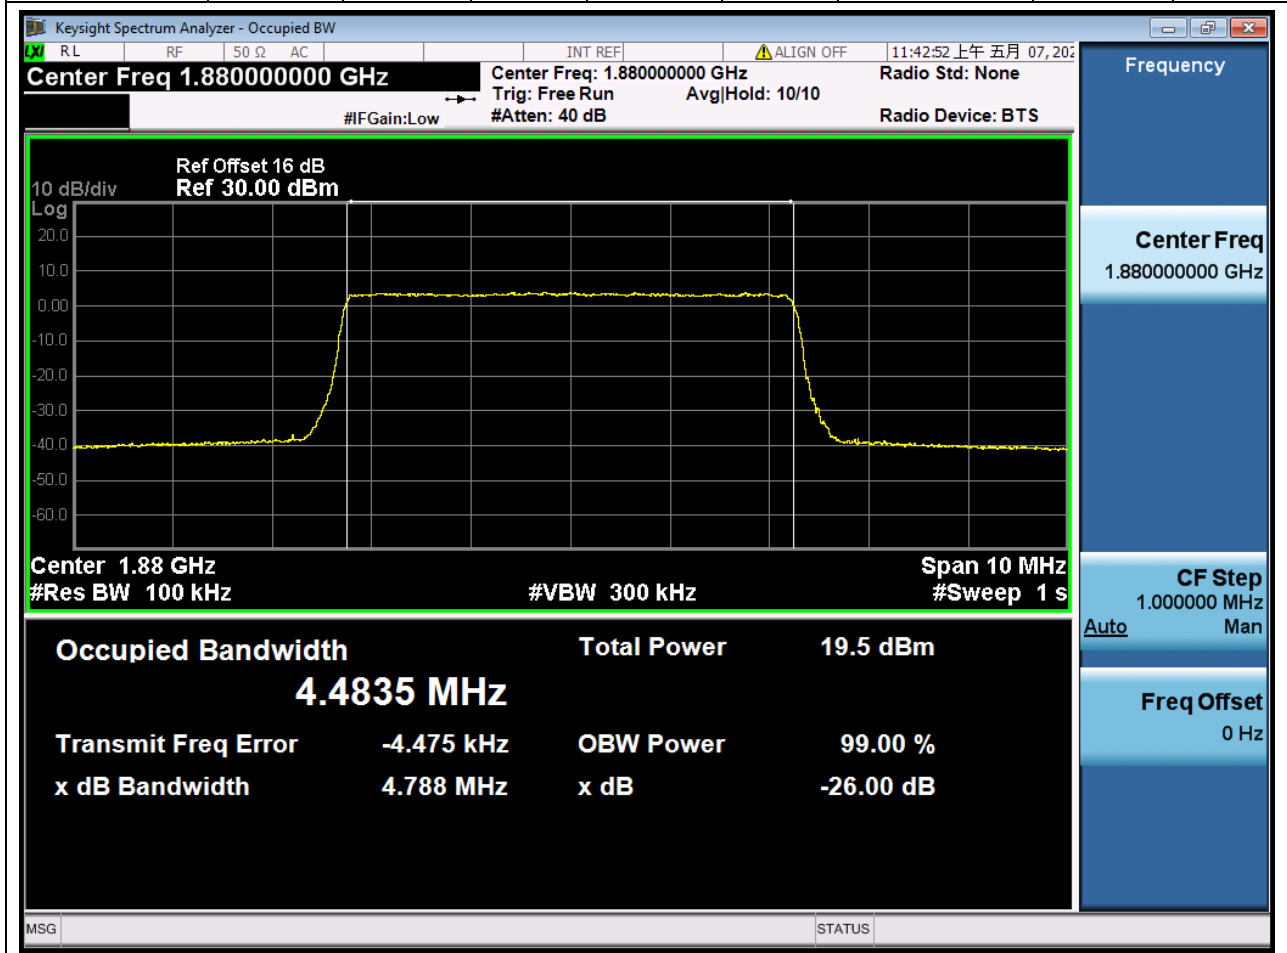 Keysight Spectrum Analyzer - Occupied BW
LXI RL RF 50 Ω AC INT REF ALIGN OFF 11:42:52 上午 五月 07, 202
Center Freq 1.880000000 GHz
Center Freq: 1.880000000 GHz
Radio Std: None
Trig: Free Run Avg|Hold: 10/10
#IFGain:Low
#Atten: 40 dB
Radio Device: BTS
Ref Offset 16 dB
10 dB/div Ref 30.00 dBm
Log
20.0
10.0
0.00
-10.0
-20.0
-30.0
-40.0
-50.0
-60.0
Center 1.88 GHz Span 10 MHz
#Res BW 100 kHz #VBW 300 kHz #Sweep 1 s
Occupied Bandwidth Total Power 19.5 dBm
4.4835 MHz
Transmit Freq Error -4.475 kHz OBW Power 99.00 %
x dB Bandwidth 4.788 MHz x dB -26.00 dB
MSG STATUS
Frequency
Center Freq
1.880000000 GHz
CF Step
1.000000 MHz
Auto Man
Freq Offset
0 Hz